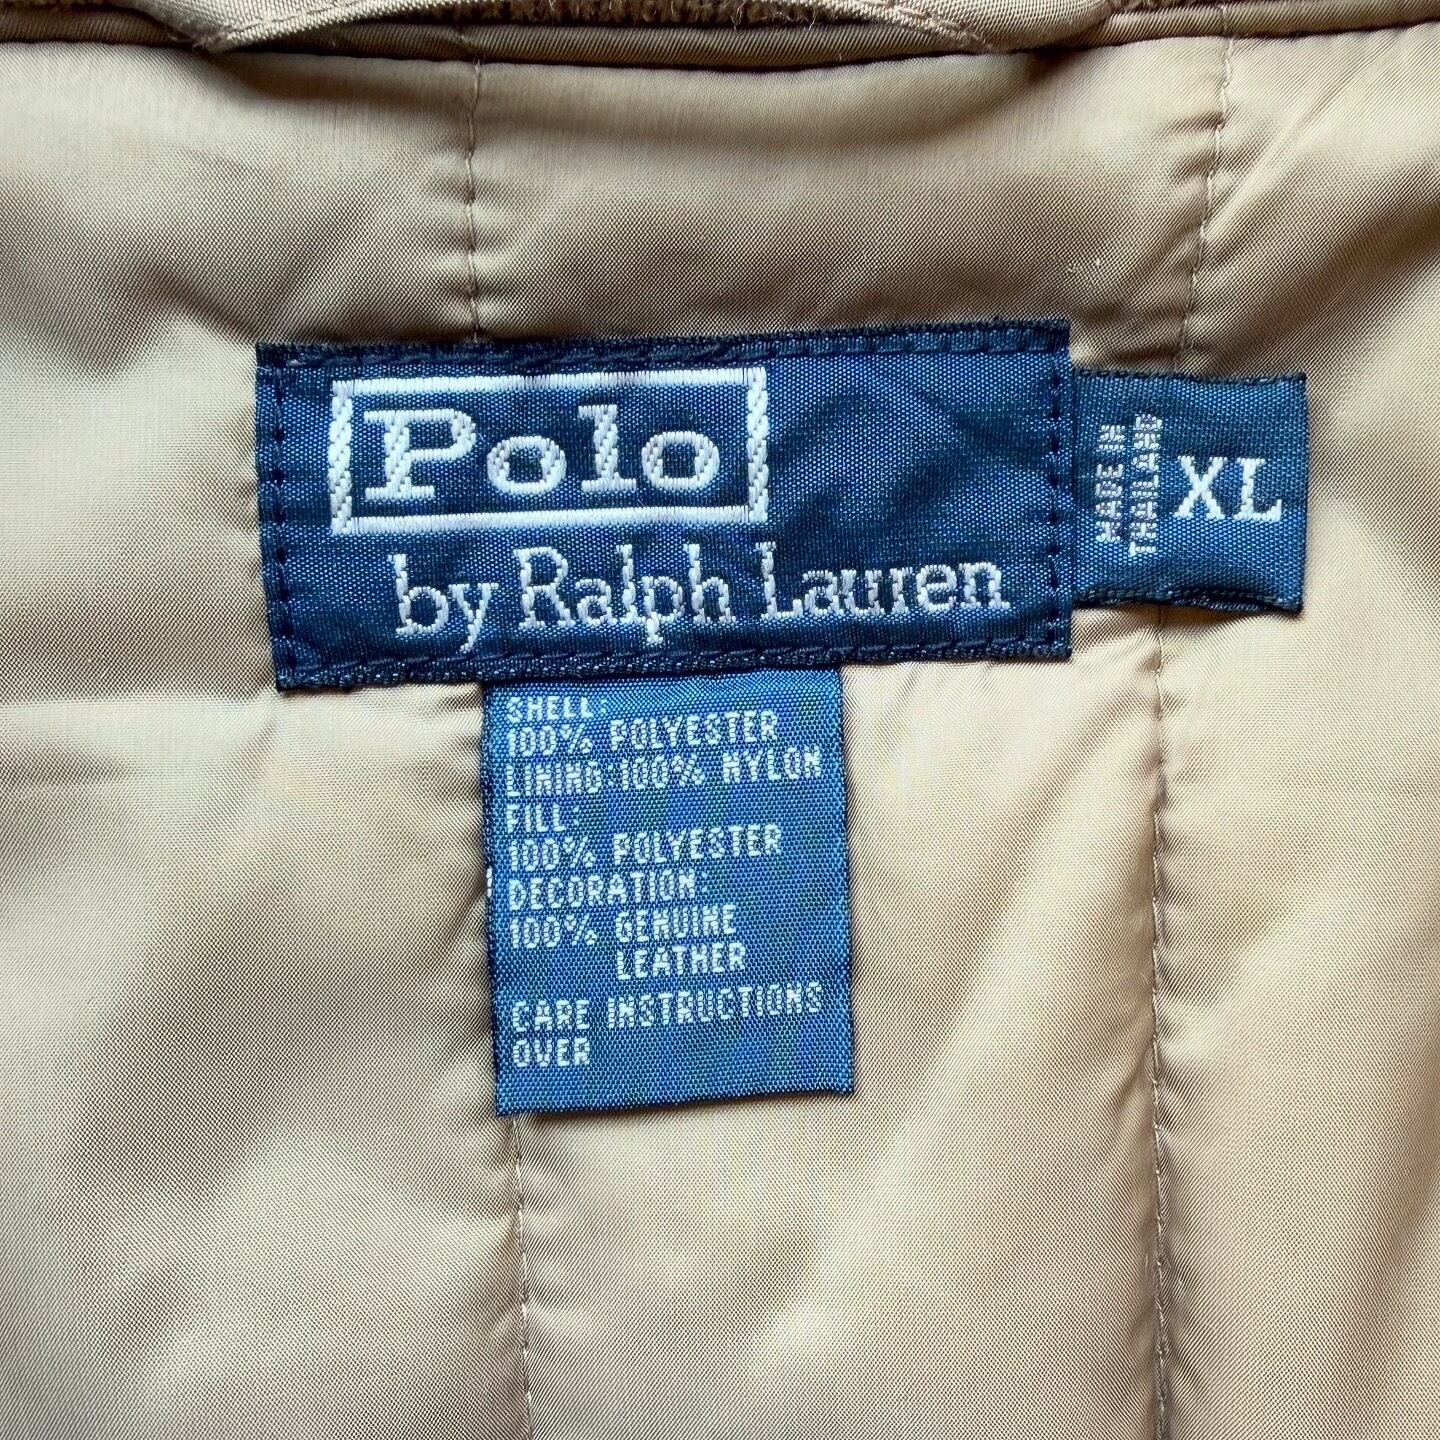 Polo
by Ralph Lauren
MADE IN
THAILAND
XL
SHELL:
100% POLYESTER
LINING:100% NYLON
FILL:
100% POLYESTER
DECORATION:
100% GENUINE
LEATHER
CARE INSTRUCTIONS
OVER